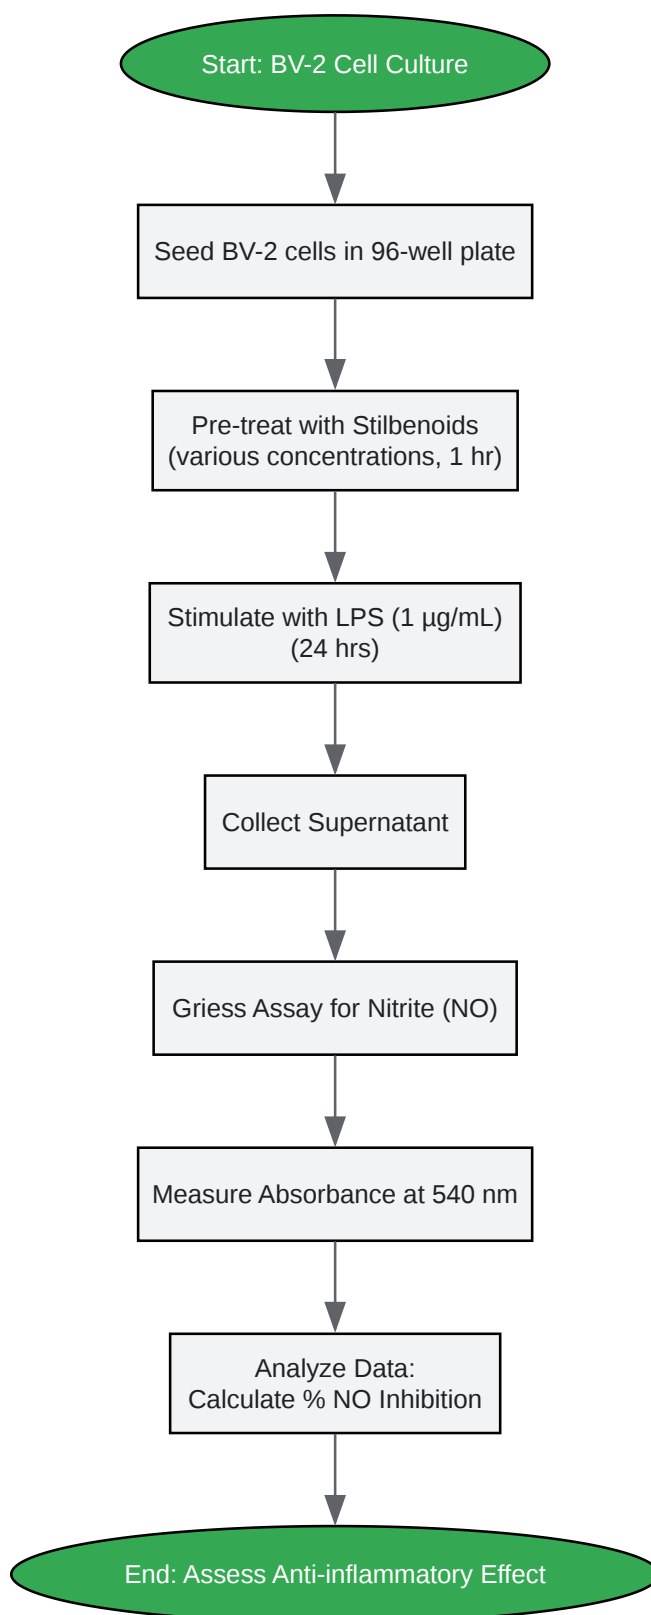 Start: BV-2 Cell Culture
Seed BV-2 cells in 96-well plate
Pre-treat with Stilbenoids
(various concentrations, 1 hr)
Stimulate with LPS (1 µg/mL)
(24 hrs)
Collect Supernatant
Griess Assay for Nitrite (NO)
Measure Absorbance at 540 nm
Analyze Data:
Calculate % NO Inhibition
End: Assess Anti-inflammatory Effect